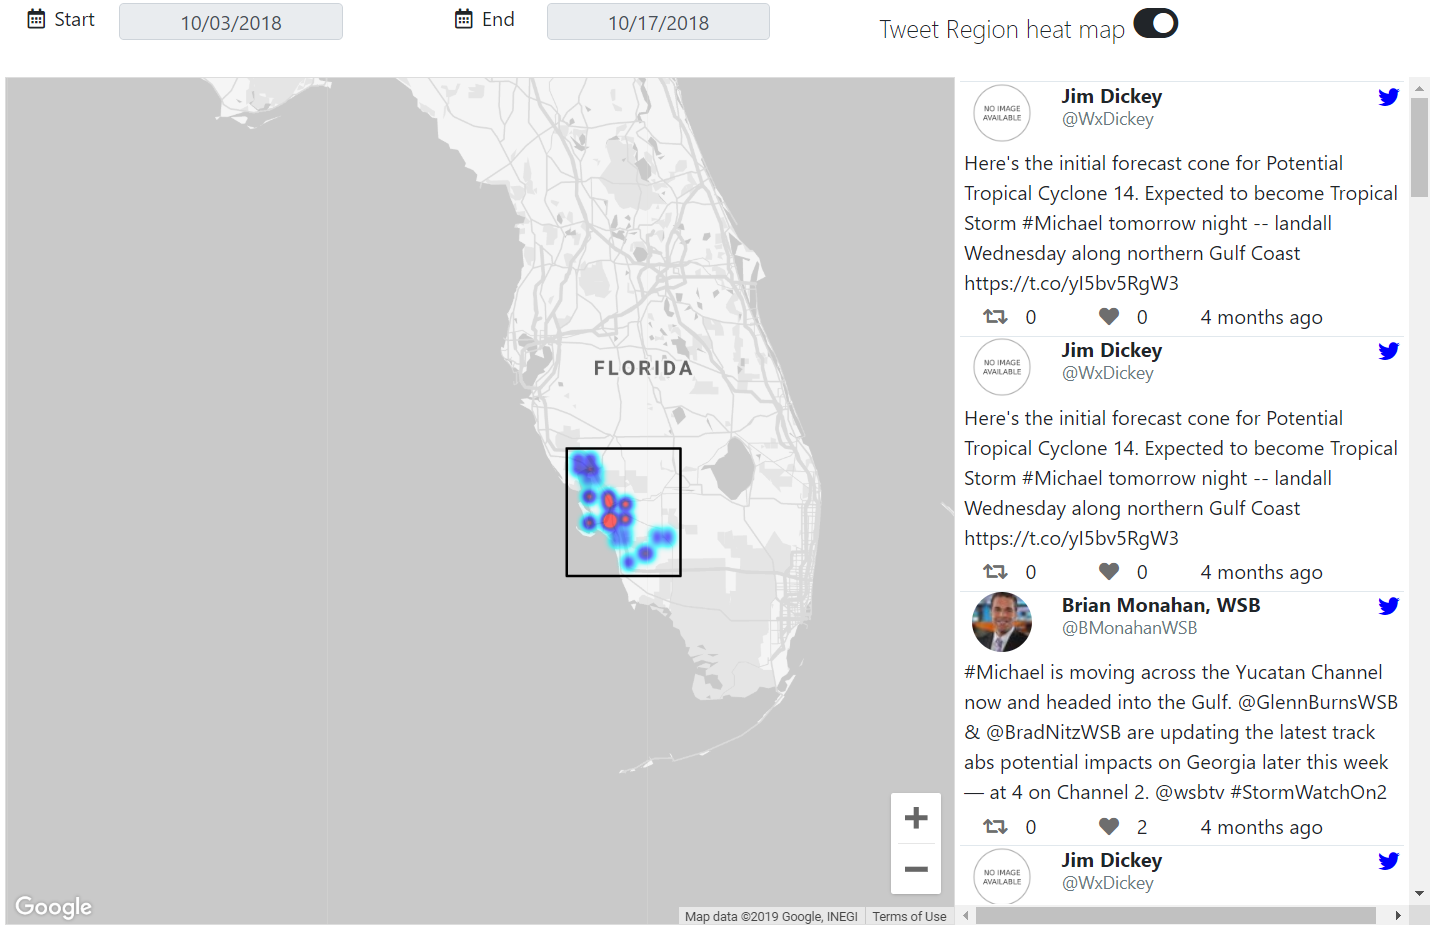 Start
10/03/2018
End
10/17/2018
Tweet Region heat map
FLORIDA
Google
Map data ©2019 Google, INEGI
Terms of Use
NO IMAGE
AVAILABLE
Jim Dickey
@WxDickey
Here's the initial forecast cone for Potential
Tropical Cyclone 14. Expected to become Tropical
Storm #Michael tomorrow night -- landall
Wednesday along northern Gulf Coast
https://t.co/yI5bv5RgW3
0
0
4 months ago
NO IMAGE
AVAILABLE
Jim Dickey
@WxDickey
Here's the initial forecast cone for Potential
Tropical Cyclone 14. Expected to become Tropical
Storm #Michael tomorrow night -- landall
Wednesday along northern Gulf Coast
https://t.co/yI5bv5RgW3
0
0
4 months ago
Brian Monahan, WSB
@BMonahanWSB
#Michael is moving across the Yucatan Channel
now and headed into the Gulf. @GlennBurnsWSB
& @BradNitzWSB are updating the latest track
abs potential impacts on Georgia later this week
— at 4 on Channel 2. @wsbtv #StormWatchOn2
0
2
4 months ago
NO IMAGE
AVAILABLE
Jim Dickey
@WxDickey